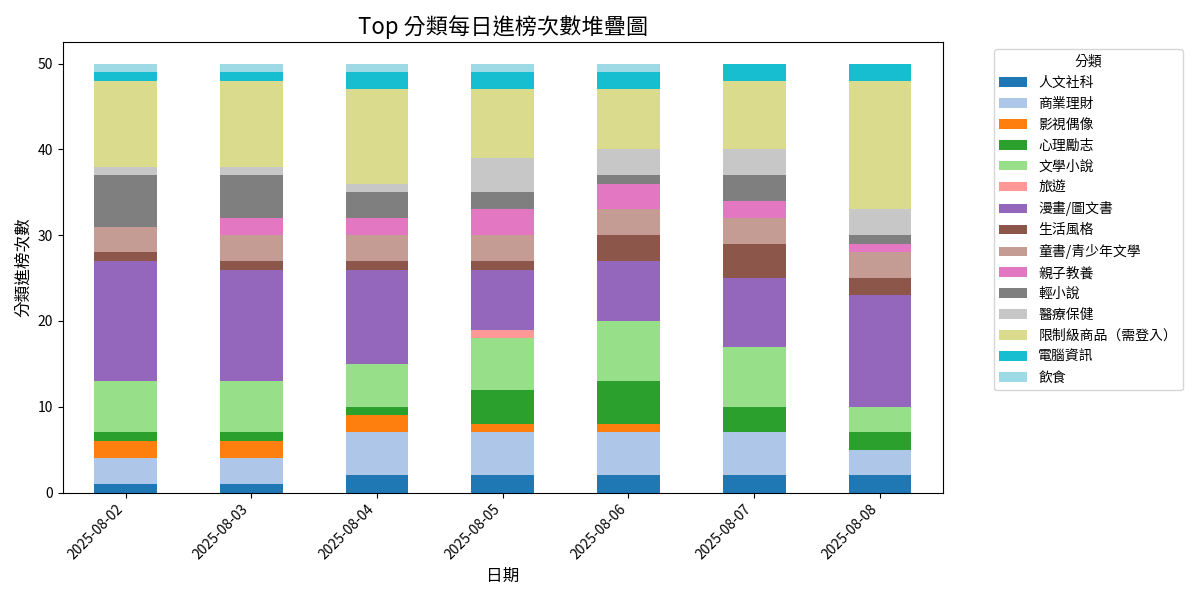 Top 分類每日進榜次數堆疊圖
分類進榜次數
50
40
30
20
10
0
2025-08-02
2025-08-03
2025-08-04
2025-08-05
2025-08-06
2025-08-07
2025-08-08
日期
分類
人文社科
商業理財
影視偶像
心理勵志
文學小說
旅遊
漫畫/圖文書
生活風格
童書/青少年文學
親子教養
輕小說
醫療保健
限制級商品（需登入）
電腦資訊
飲食